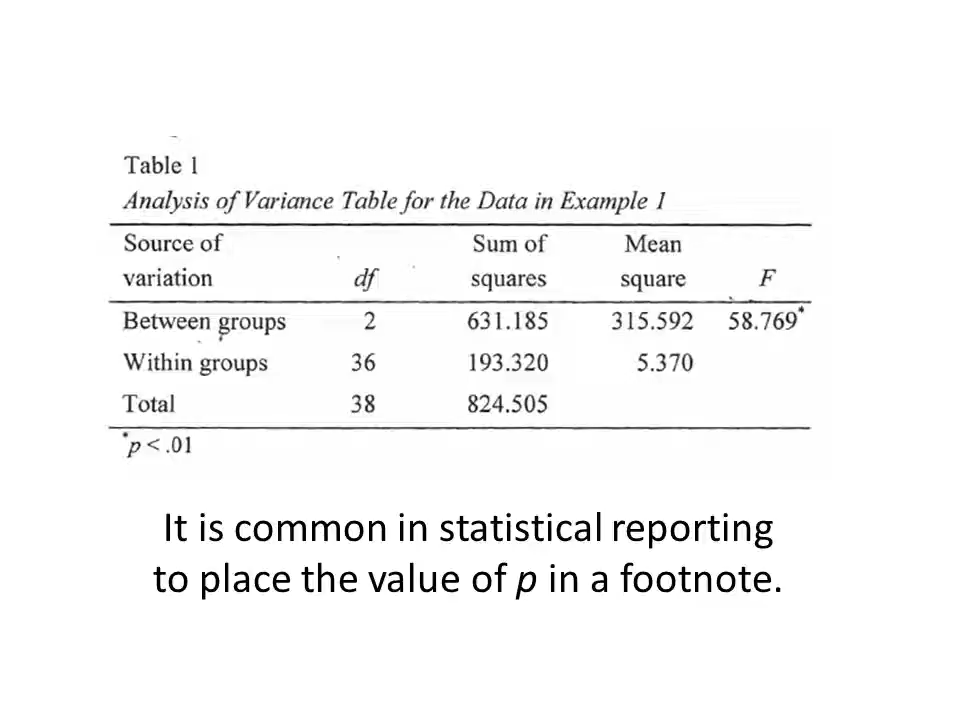 Table 1
Analysis of Variance Table for the Data in Example 1
Source of variation df Sum of squares Mean square F
Between groups 2 631.185 315.592 58.769*
Within groups 36 193.320 5.370
Total 38 824.505
*p < .01
It is common in statistical reporting
to place the value of p in a footnote.